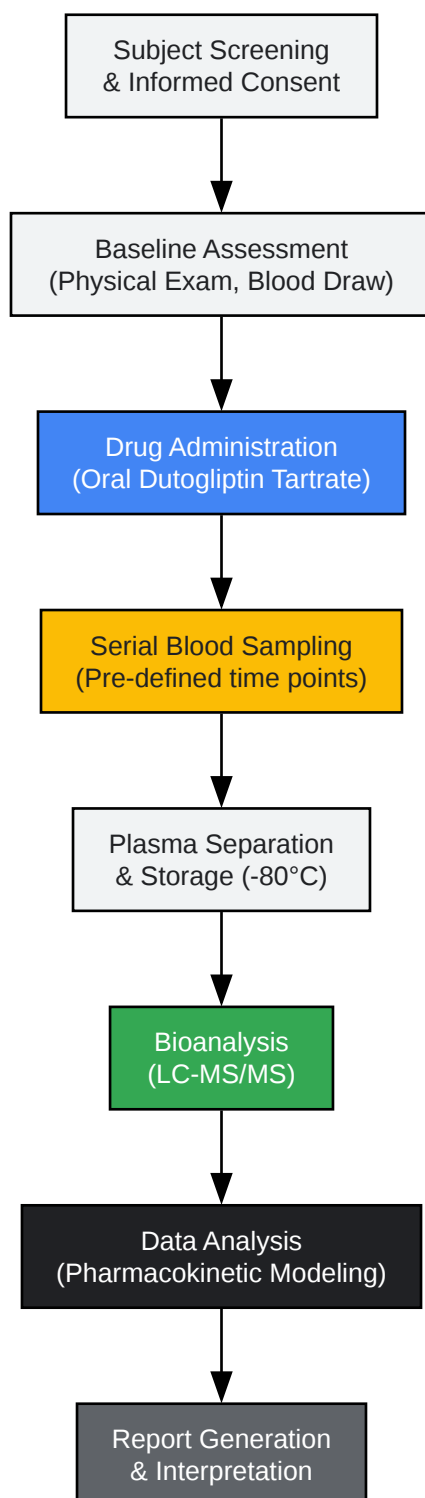 Subject Screening
& Informed Consent
Baseline Assessment
(Physical Exam, Blood Draw)
Drug Administration
(Oral Dutogliptin Tartrate)
Serial Blood Sampling
(Pre-defined time points)
Plasma Separation
& Storage (-80°C)
Bioanalysis
(LC-MS/MS)
Data Analysis
(Pharmacokinetic Modeling)
Report Generation
& Interpretation